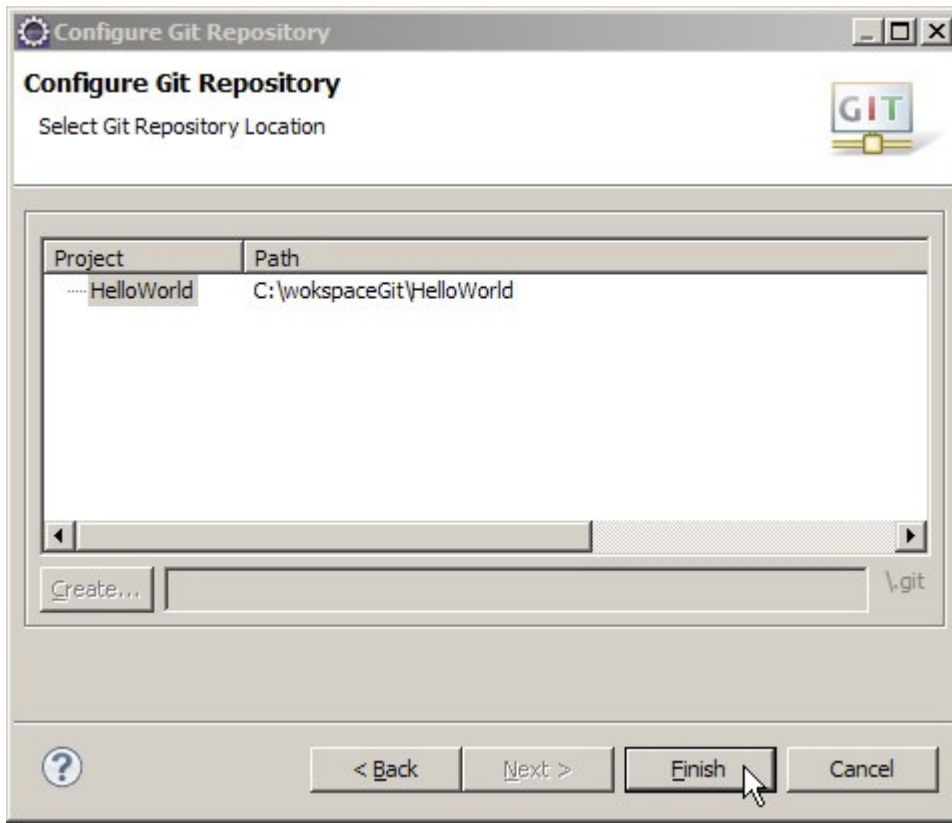 Configure Git Repository
Configure Git Repository
Select Git Repository Location
GIT
Project Path
HelloWorld C:\wokspaceGit\HelloWorld
Create... \.git
? < Back Next > Finish Cancel